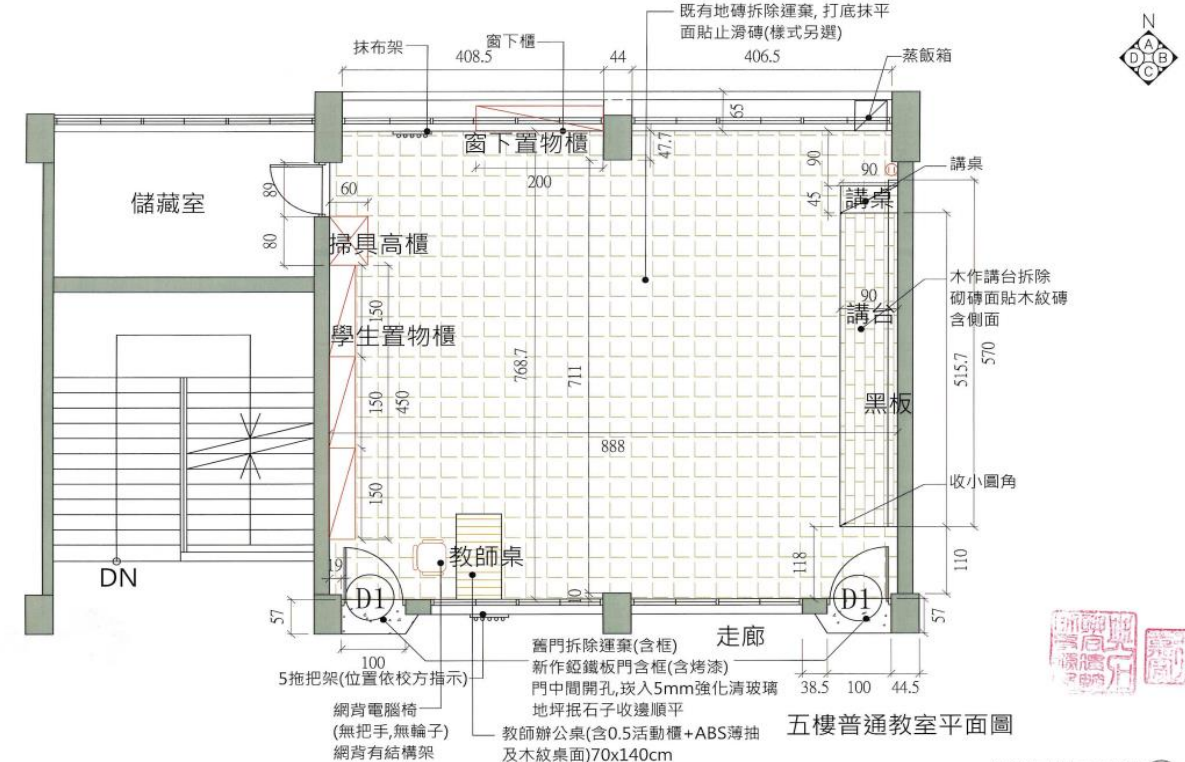 既有地磚拆除運棄, 打底抹平
面貼止滑磚(樣式另選)
N
A
D
B
C
抹布架
窗下櫃
408.5
44
406.5
蒸飯箱
65
窗下置物櫃
47.7
200
90
90
講桌
45
講桌
儲藏室
89
60
80
掃具高櫃
木作講台拆除
砌磚面貼木紋磚
含側面
90
講台
150
學生置物櫃
768.7
711
515.7
570
150
450
黑板
888
150
收小圓角
教師桌
118
110
DN
19
D1
10
D1
57
57
走廊
100
舊門拆除運棄(含框)
新作鋁鐵板門含框(含烤漆)
門中間開孔,崁入5mm強化清玻璃
地坪抿石子收邊順平
5拖把架(位置依校方指示)
38.5
100
44.5
網背電腦椅
(無把手,無輪子)
網背有結構架
教師辦公桌(含0.5活動櫃+ABS薄抽
及木紋桌面)70x140cm
五樓普通教室平面圖